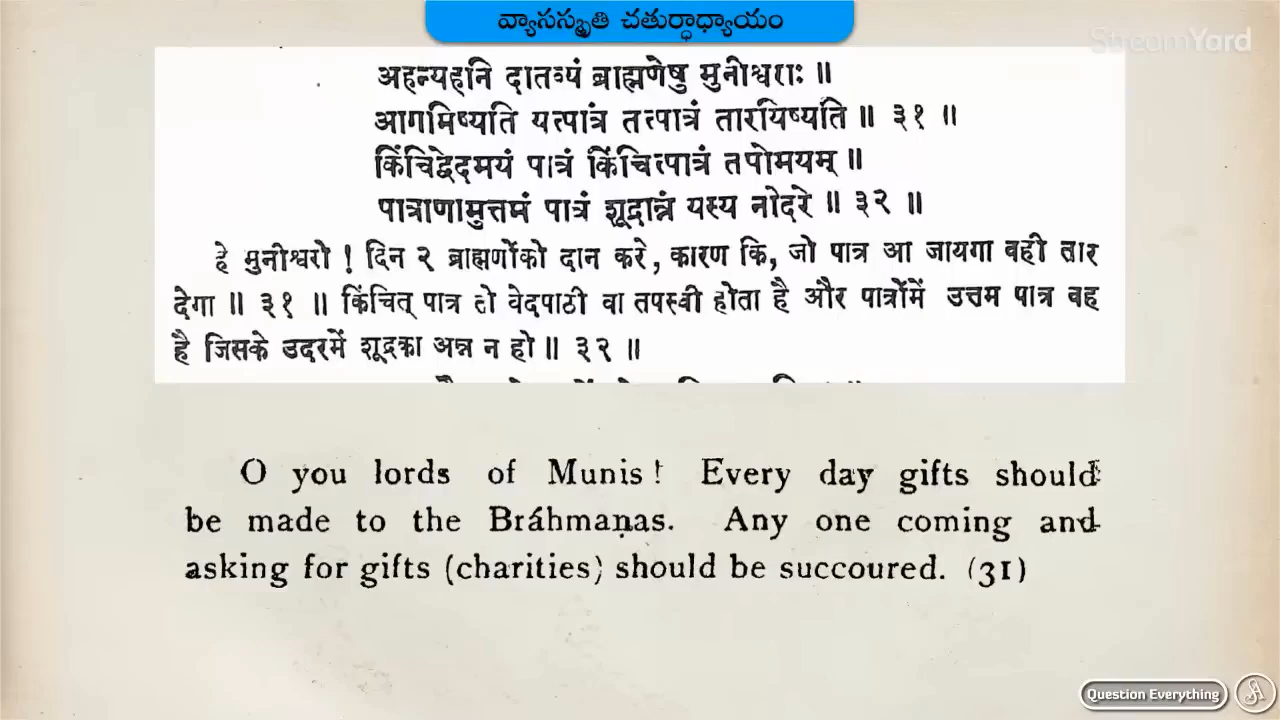 వ్యాసస్మృతి చతుర్ధాధ్యాయం
StreamYard
अहन्यहनि दातव्यं ब्राह्मणेषु मुनीश्वराः ॥
आगमिष्यति यत्पात्रं तत्पात्रं तारयिष्यति ॥ ३१ ॥
किंचिद्वेदमयं पात्रं किंचित्पात्रं तपोमयम् ॥
पात्राणामुत्तमं पात्रं शूद्रान्नं यस्य नोदरे ॥ ३२ ॥
हे मुनीश्वरो ! दिन २ ब्राह्मणोंको दान करे, कारण कि, जो पात्र आ जायगा वही तार
देगा ॥ ३१ ॥ किंचित् पात्र तो वेदपाठी वा तपस्वी होता है और पात्रोंमें उत्तम पात्र वह
है जिसके उदरमें शूद्रका अन्न न हो ॥ ३२ ॥
O you lords of Munis! Every day gifts should
be made to the Bráhmaṇas. Any one coming and
asking for gifts (charities) should be succoured. (31)
Question Everything